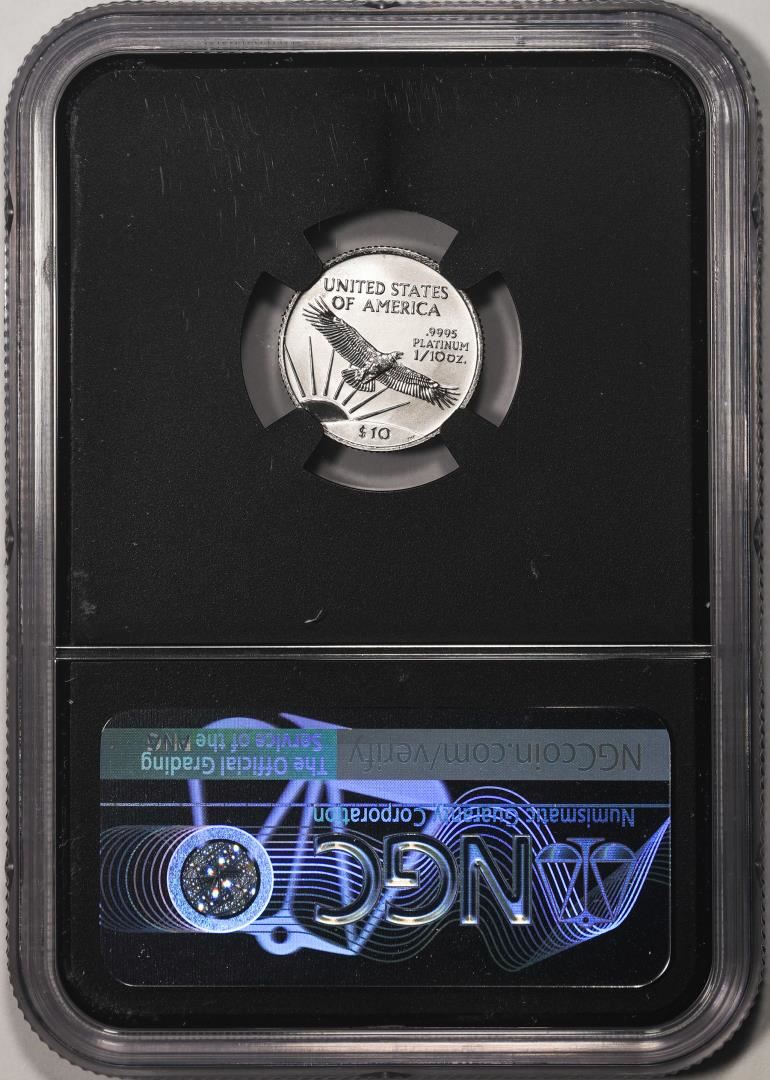 UNITED STATES
OF AMERICA
.9995
PLATINUM
1/10 oz.
$10
NGC
Numismatic Guaranty Corporation
NGCcoin.com/verify
The Official Grading
Service of the PNG